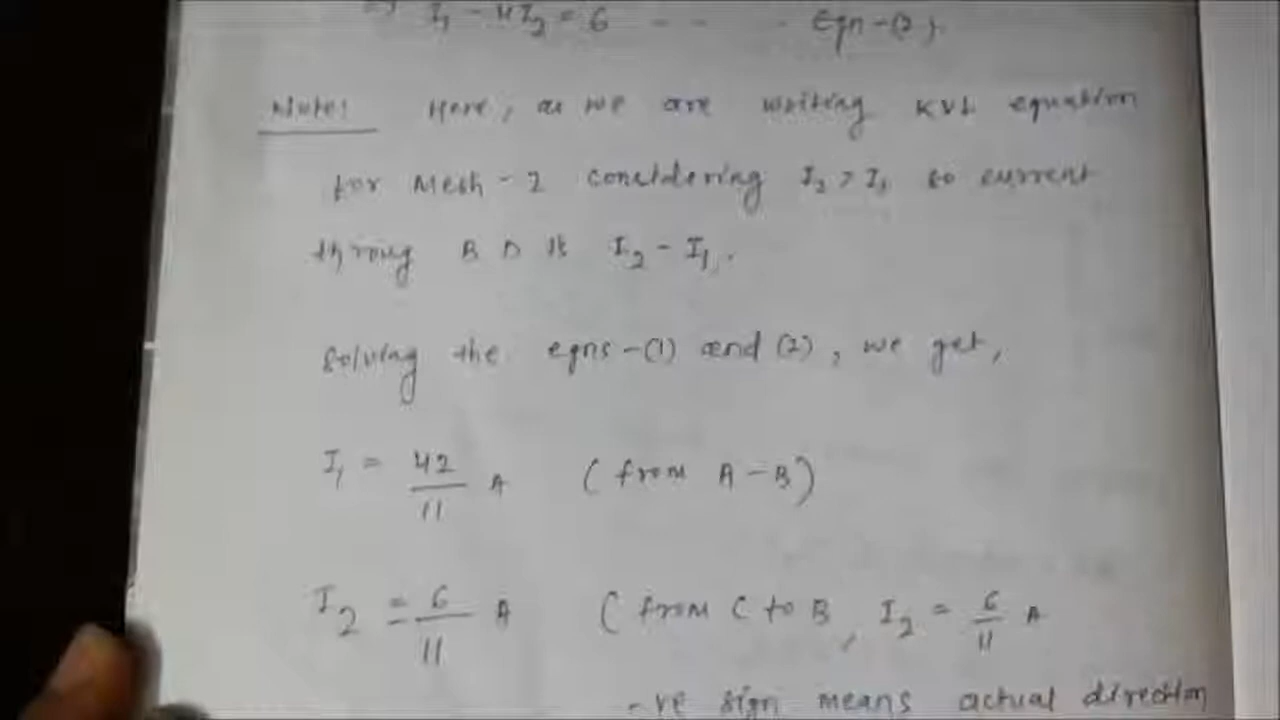 ⇒ I₁ - 4I₂ = 6 - - - Eqn-(2).
Note: Here, as we are writing KVL equation
for Mesh - 2 considering I₂ > I₁ so current
throug B D is I₂ - I₁.
solving the eqns-(1) and (2), we get,
I₁ = 42/11 A (from A-B)
I₂ = -6/11 A (from C to B, I₂ = 6/11 A
-ve sign means actual direction